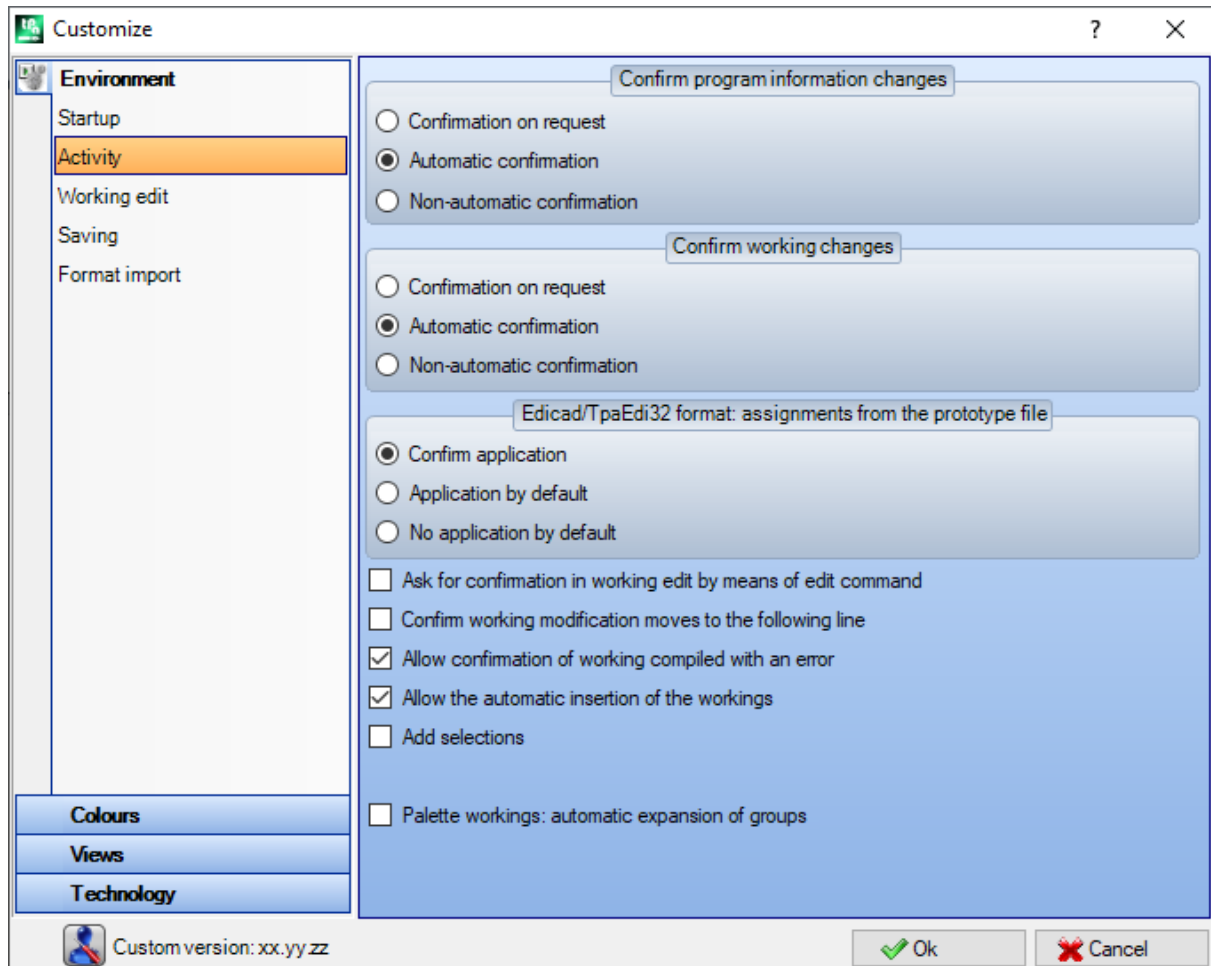 Customize
?
Environment
Startup
Activity
Working edit
Saving
Format import
Colours
Views
Technology
Confirm program information changes
Confirmation on request
Automatic confirmation
Non-automatic confirmation
Confirm working changes
Confirmation on request
Automatic confirmation
Non-automatic confirmation
Edicad/TpaEdi32 format: assignments from the prototype file
Confirm application
Application by default
No application by default
Ask for confirmation in working edit by means of edit command
Confirm working modification moves to the following line
Allow confirmation of working compiled with an error
Allow the automatic insertion of the workings
Add selections
Palette workings: automatic expansion of groups
Custom version: xx.yy.zz
Ok
Cancel